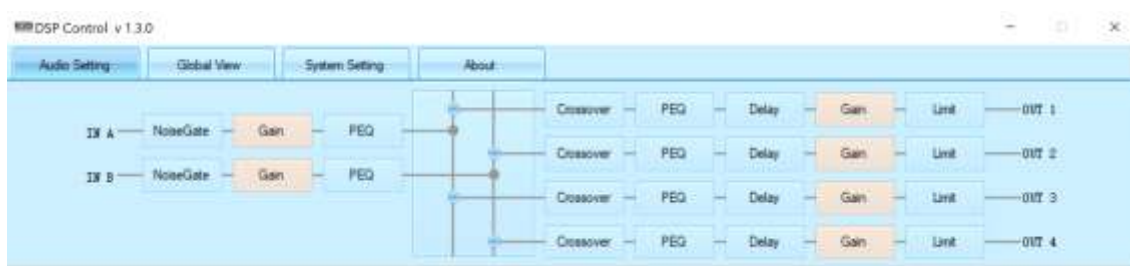 DSP Control v 1.3.0
Audio Setting Global View System Setting About
Crossover PEQ Delay Gain Limit OUT 1
IN A NoiseGate Gain PEQ
Crossover PEQ Delay Gain Limit OUT 2
IN B NoiseGate Gain PEQ
Crossover PEQ Delay Gain Limit OUT 3
Crossover PEQ Delay Gain Limit OUT 4